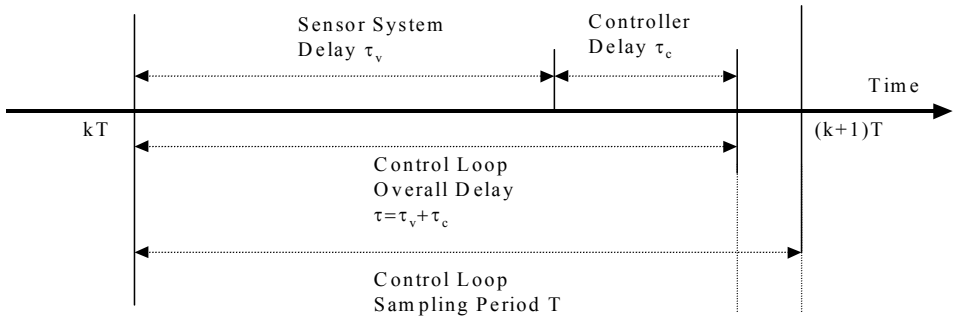 Sensor System
Delay τv
Controller
Delay τc
Time
kT
(k+1)T
Control Loop
Overall Delay
τ=τv+τc
Control Loop
Sampling Period T